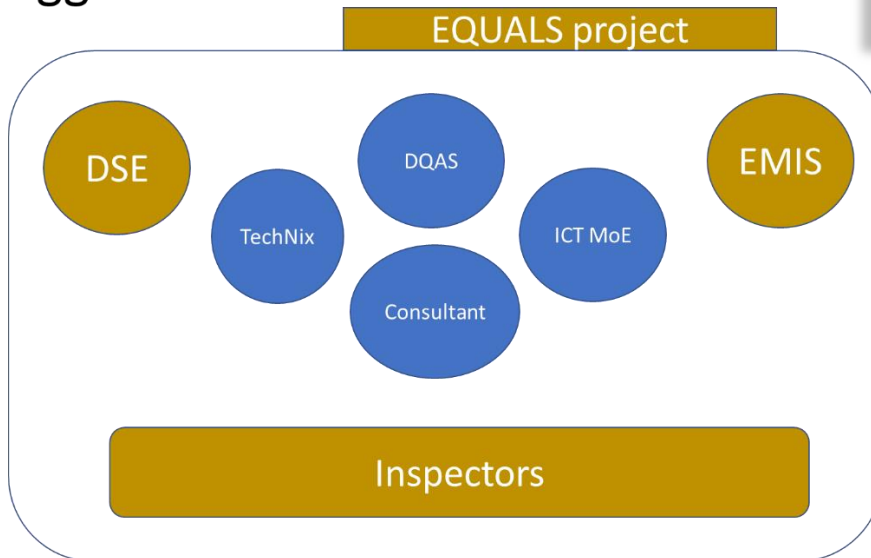 EQUALS project
DSE
DQAS
EMIS
TechNix
ICT MoE
Consultant
Inspectors